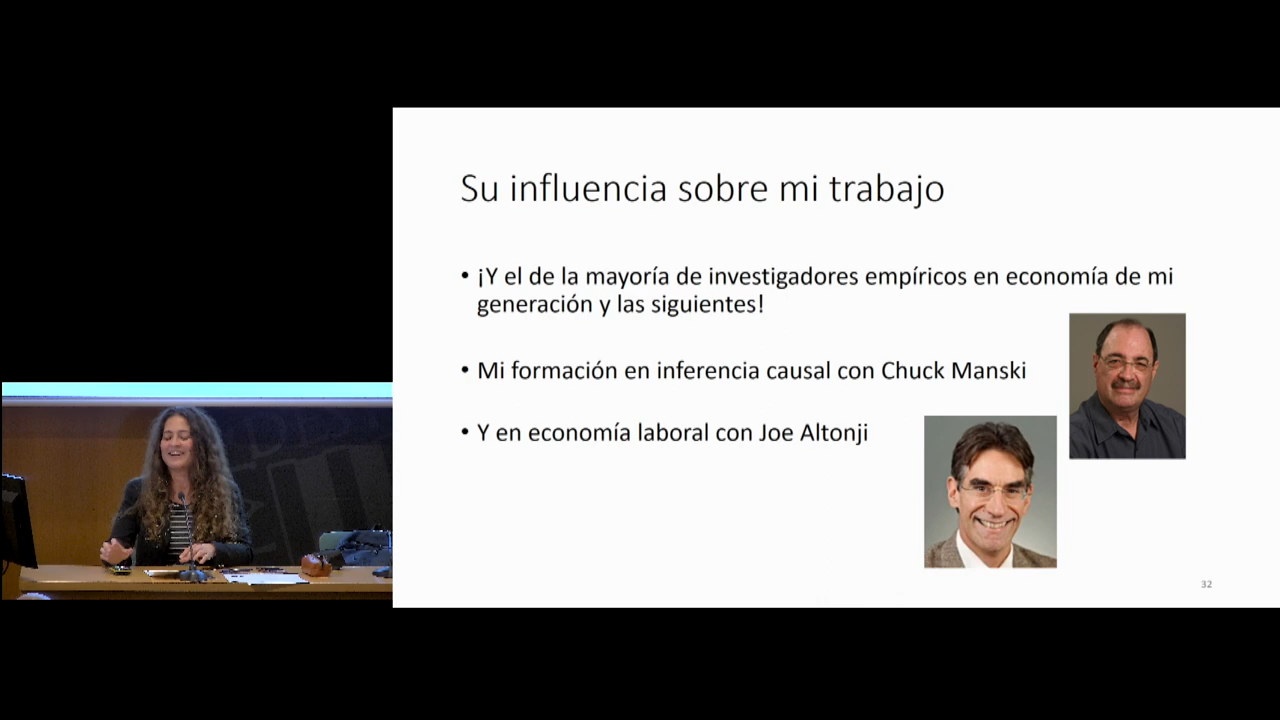 Su influencia sobre mi trabajo
• ¡Y el de la mayoría de investigadores empíricos en economía de mi
generación y las siguientes!
• Mi formación en inferencia causal con Chuck Manski
• Y en economía laboral con Joe Altonji
32